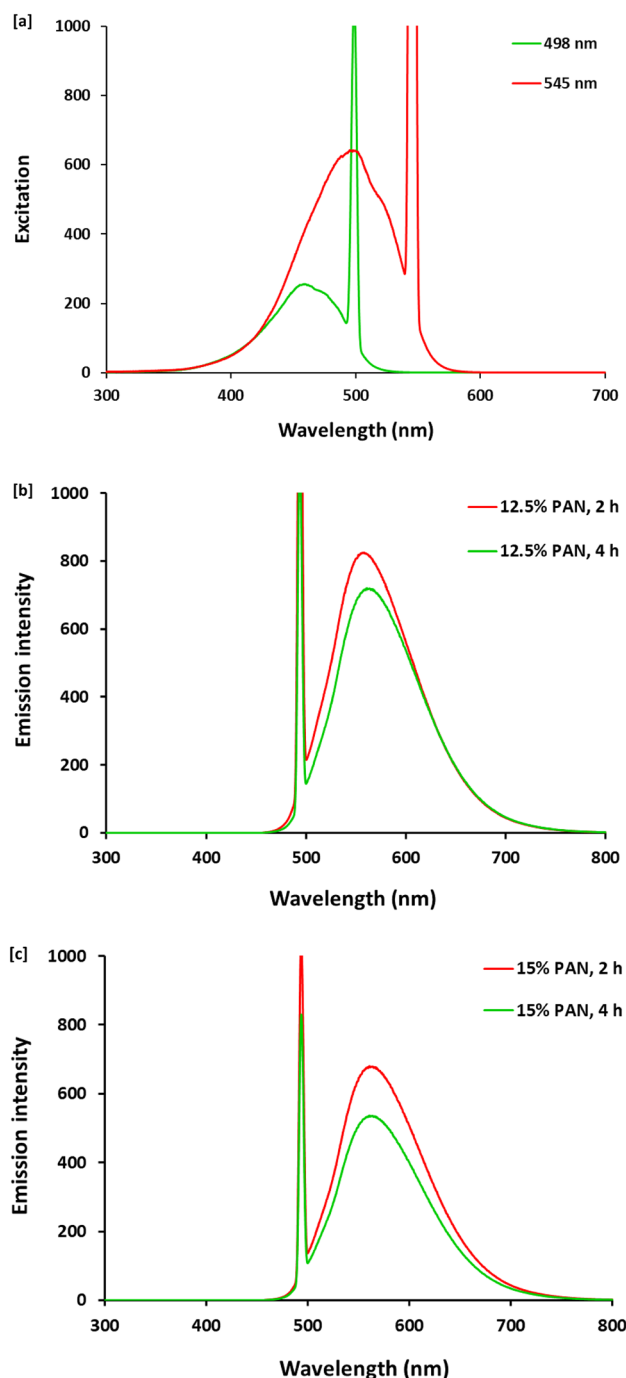 [a]
1000
800
600
400
200
0
Excitation
498 nm
545 nm
300 400 500 600 700
Wavelength (nm)
[b]
1000
800
600
400
200
0
Emission intensity
12.5% PAN, 2 h
12.5% PAN, 4 h
300 400 500 600 700 800
Wavelength (nm)
[c]
1000
800
600
400
200
0
Emission intensity
15% PAN, 2 h
15% PAN, 4 h
300 400 500 600 700 800
Wavelength (nm)